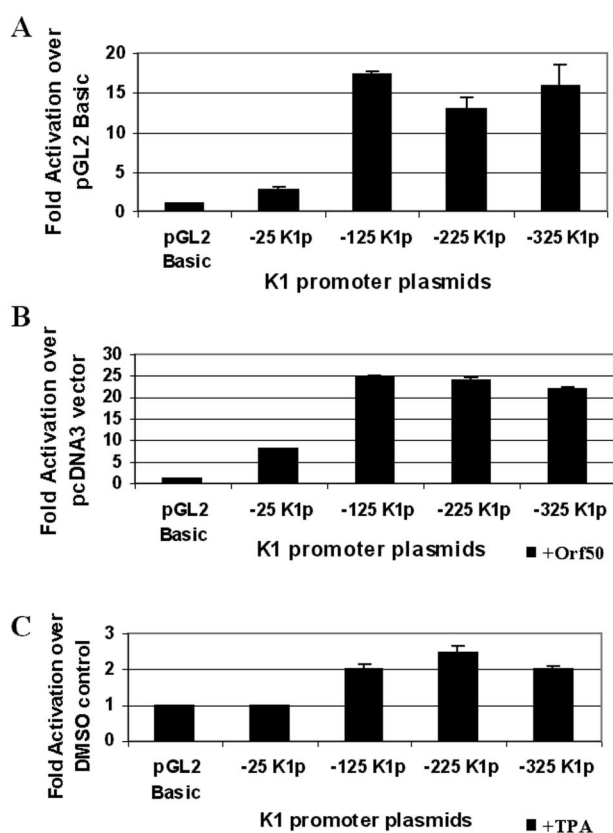 A
Fold Activation over
pGL2 Basic
20
15
10
5
0
pGL2
Basic
-25 K1p
-125 K1p
-225 K1p
-325 K1p
K1 promoter plasmids
B
Fold Activation over
pcDNA3 vector
30
25
20
15
10
5
0
pGL2
Basic
-25 K1p
-125 K1p
-225 K1p
-325 K1p
K1 promoter plasmids
+Orf50
C
Fold Activation over
DMSO control
3
2
1
0
pGL2
Basic
-25 K1p
-125 K1p
-225 K1p
-325 K1p
K1 promoter plasmids
+TPA